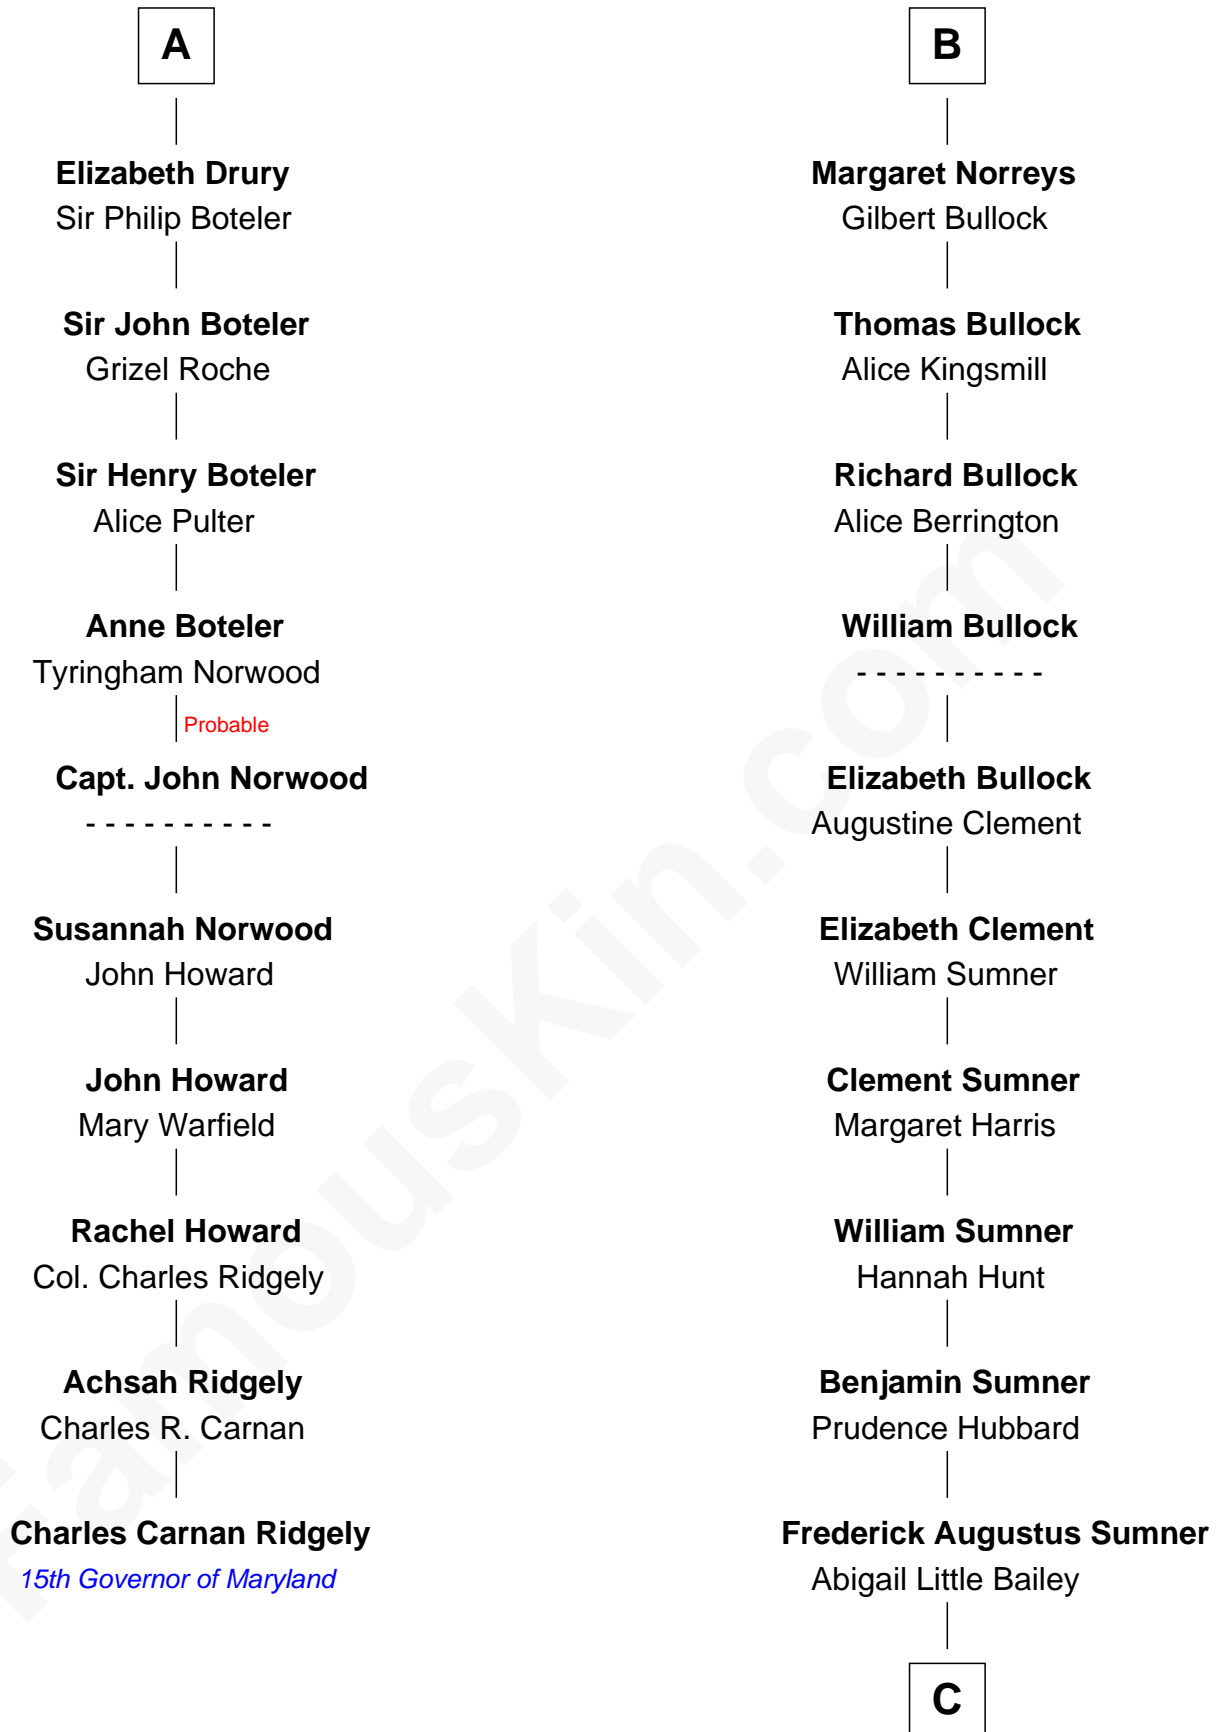 A
Elizabeth Drury
Sir Philip Boteler
Sir John Boteler
Grizel Roche
Sir Henry Boteler
Alice Pulter
Anne Boteler
Tyringham Norwood
Probable
Capt. John Norwood
- - - - - - - - - -
Susannah Norwood
John Howard
John Howard
Mary Warfield
Rachel Howard
Col. Charles Ridgely
Achsah Ridgely
Charles R. Carnan
Charles Carnan Ridgely
15th Governor of Maryland
B
Margaret Norreys
Gilbert Bullock
Thomas Bullock
Alice Kingsmill
Richard Bullock
Alice Berrington
William Bullock
- - - - - - - - - -
Elizabeth Bullock
Augustine Clement
Elizabeth Clement
William Sumner
Clement Sumner
Margaret Harris
William Sumner
Hannah Hunt
Benjamin Sumner
Prudence Hubbard
Frederick Augustus Sumner
Abigail Little Bailey
C
FamousKin.com